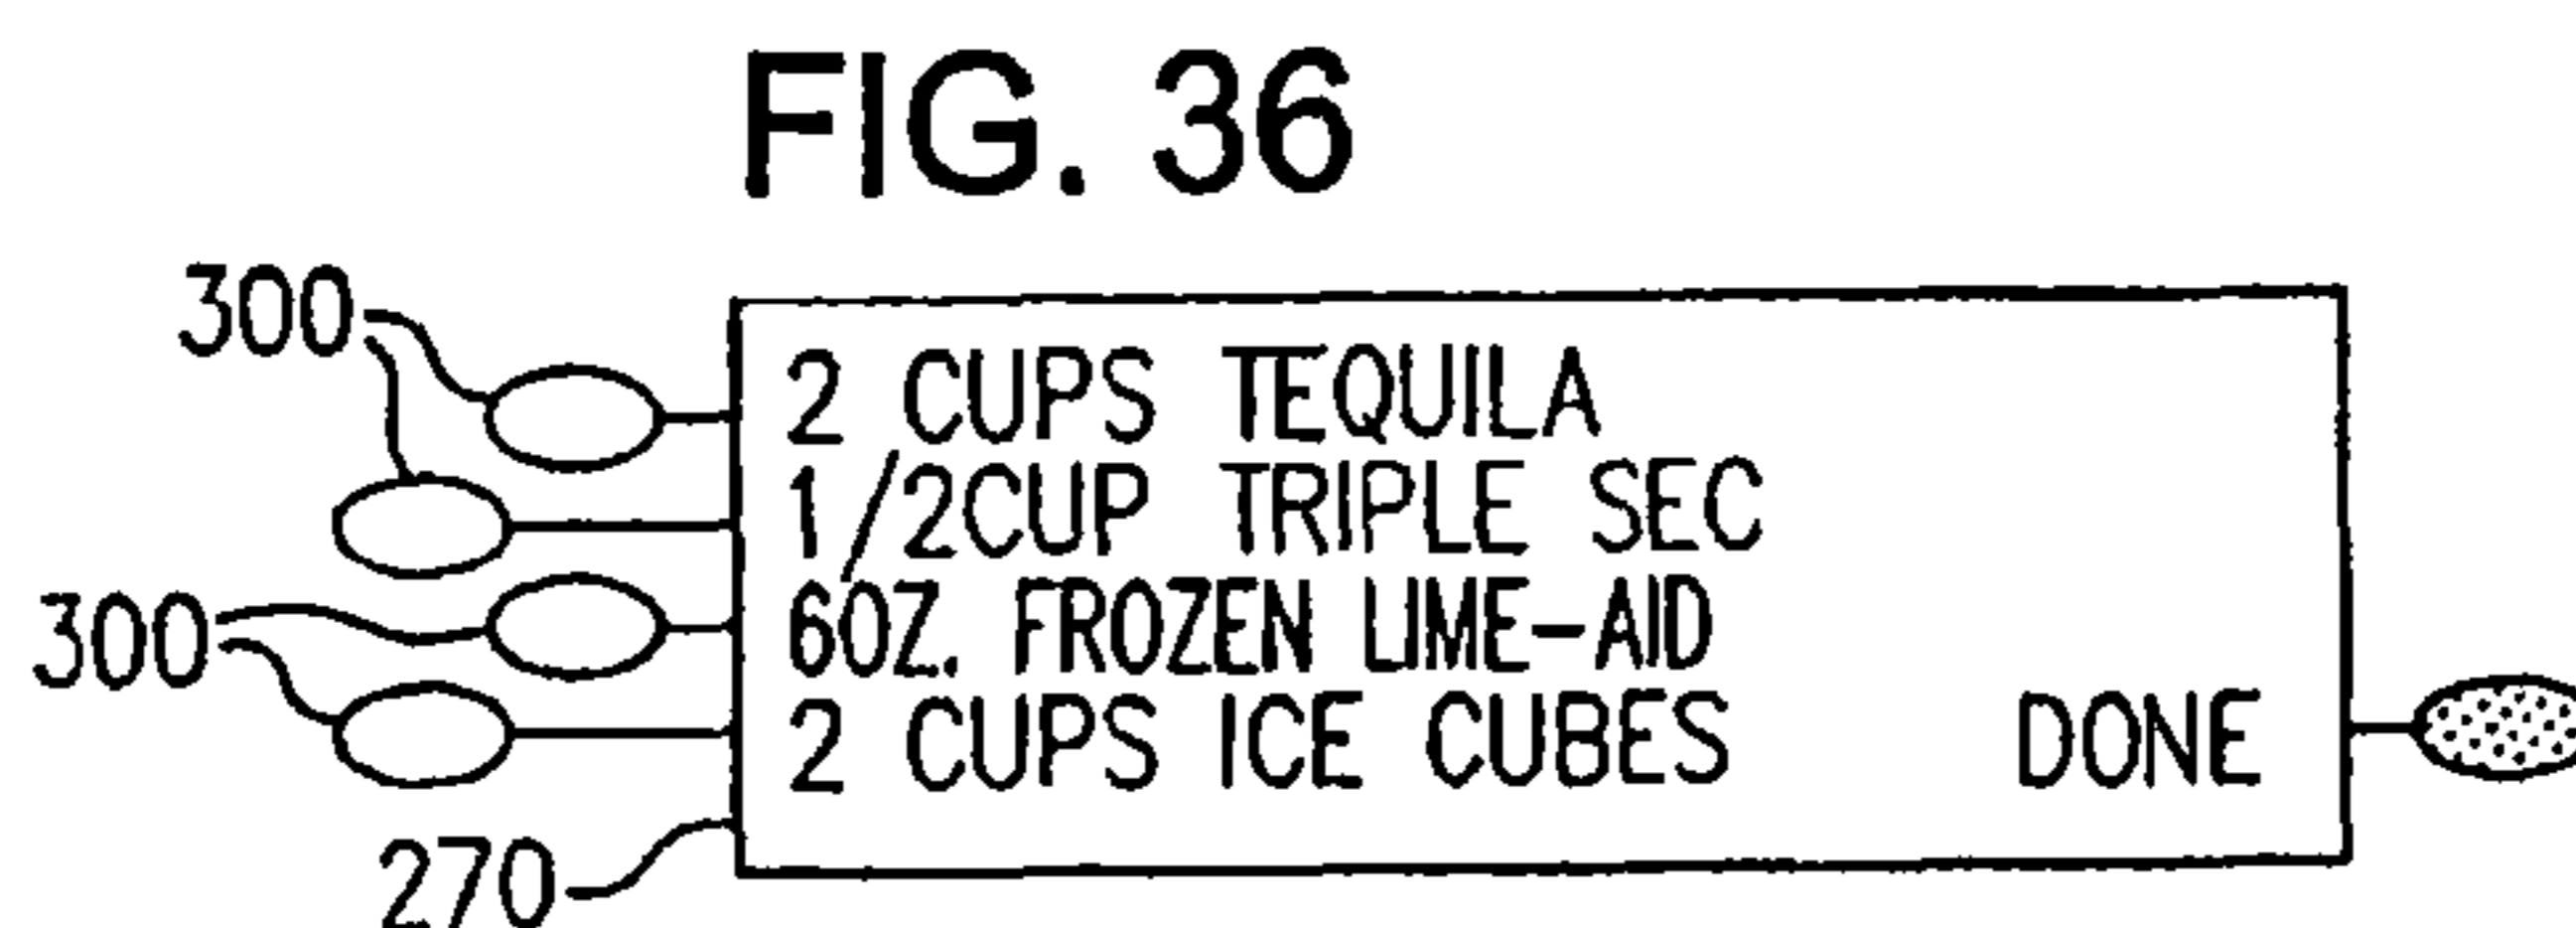 FIG. 36
300
2 CUPS TEQUILA
1/2CUP TRIPLE SEC
300
6OZ. FROZEN LIME-AID
2 CUPS ICE CUBES DONE
270